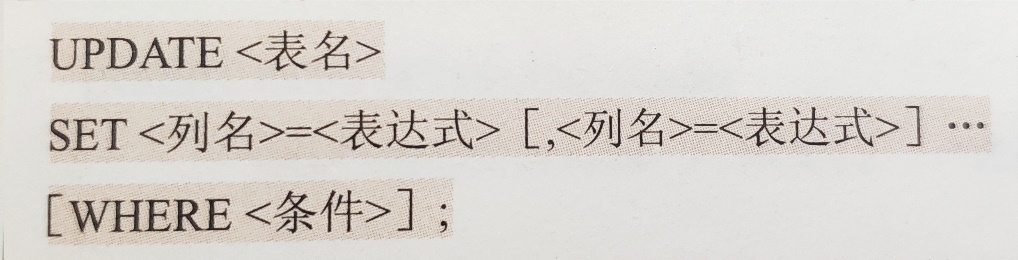 UPDATE <表名>
SET <列名>=<表达式> [,<列名>=<表达式>] …
[WHERE <条件>] ;